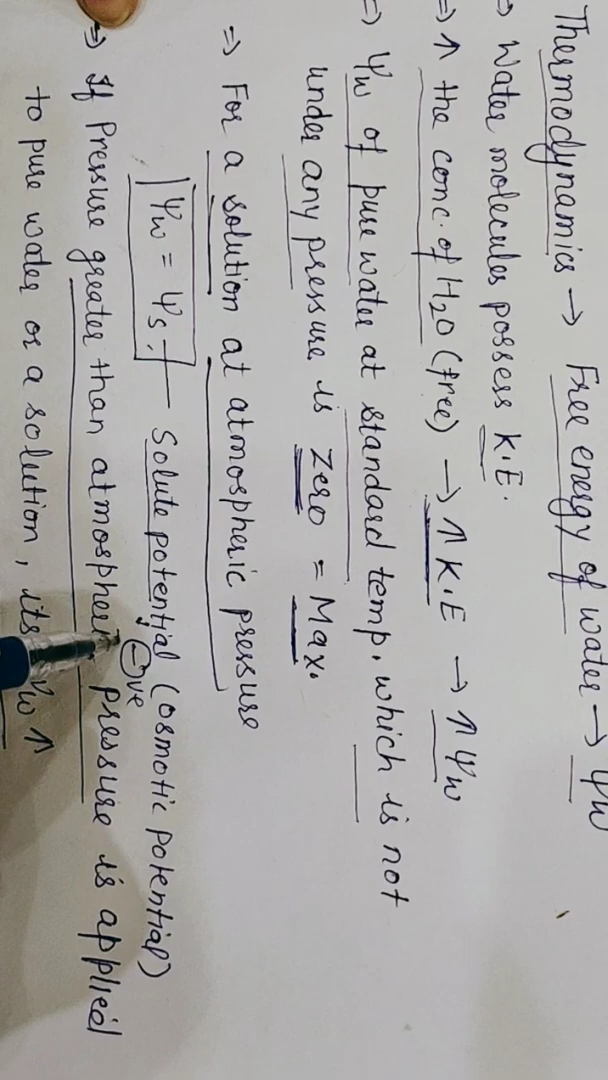 Thermodynamics → Free energy of water → Ψw
⇒ Water molecules possess K.E.
⇒ ↑ the conc. of H2O (free) → ↑ K.E → ↑ Ψw
⇒ Ψw of pure water at standard temp. which is not
under any pressure is Zero = Max.
⇒ For a solution at atmospheric pressure
Ψw = Ψs. Solute potential (osmotic potential)
-ve
⇒ If Pressure greater than pressure is applied
to pure water or a solution, its Ψw ↑